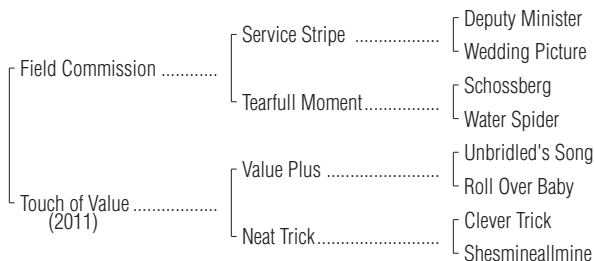 Deputy Minister
Service Stripe ..................
Wedding Picture
Field Commission ............
Schossberg
Tearfull Moment................
Water Spider
Unbridled's Song
Value Plus ........................
Roll Over Baby
Touch of Value ..................
(2011)
Clever Trick
Neat Trick..........................
Shesmineallmine